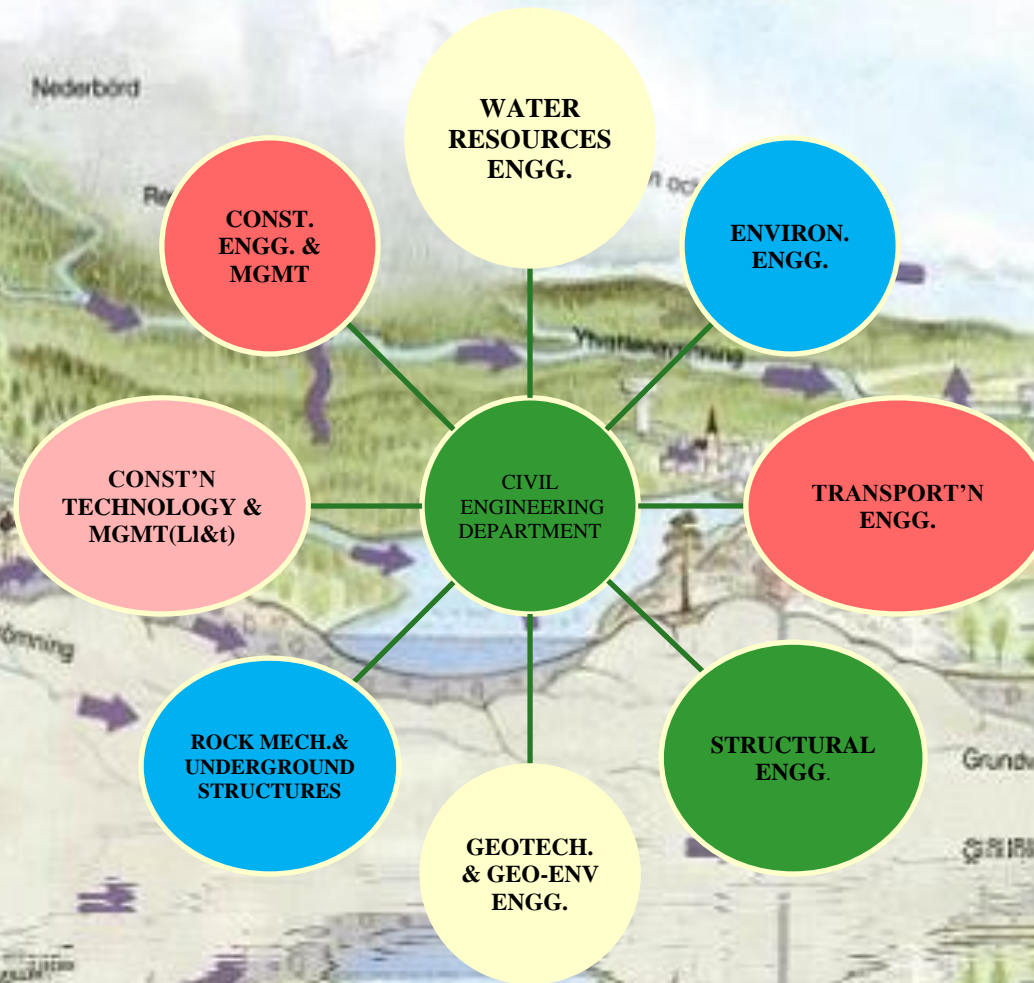 Nederbörd
WATER
RESOURCES
ENGG.
CONST.
ENGG. &
MGMT
ENVIRON.
ENGG.
CONST'N
TECHNOLOGY &
MGMT(Ll&t)
CIVIL
ENGINEERING
DEPARTMENT
TRANSPORT'N
ENGG.
ROCK MECH.&
UNDERGROUND
STRUCTURES
STRUCTURAL
ENGG.
GEOTECH.
& GEO-ENV
ENGG.